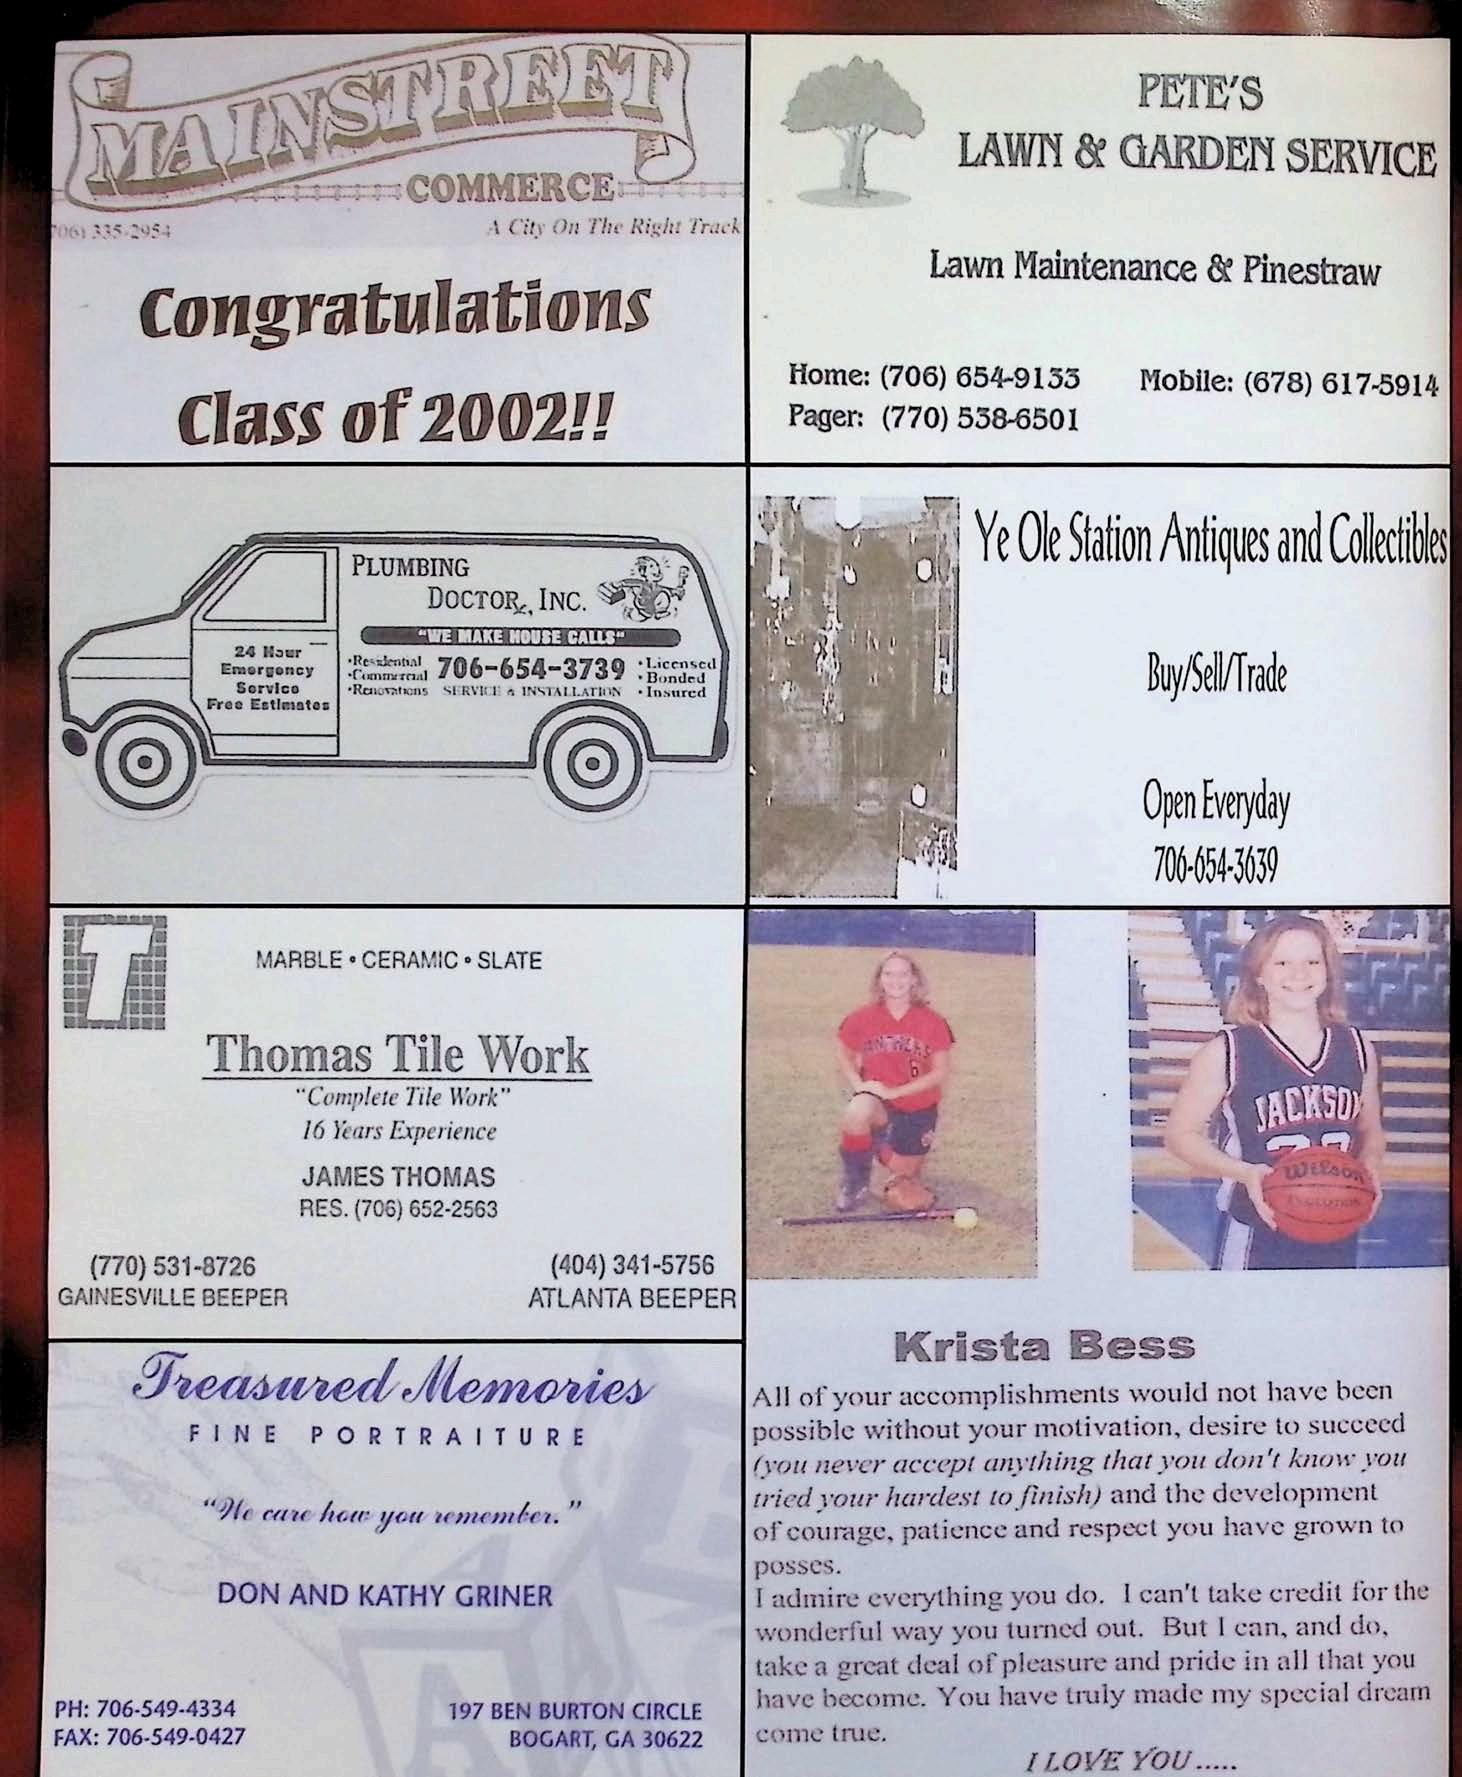 MAINSTREET
COMMERCE
706) 335-2954
A City On The Right Track
Congratulations
Class of 2002!!
PETE'S
LAWN & GARDEN SERVICE
Lawn Maintenance & Pinestraw
Home: (706) 654-9133
Mobile: (678) 617-5914
Pager: (770) 538-6501
PLUMBING
DOCTOR, INC.
"WE MAKE HOUSE CALLS"
24 Hour
Emergency
Service
Free Estimates
•Residential
•Commercial
•Renovations
706-654-3739
SERVICE & INSTALLATION
• Licensed
• Bonded
• Insured
Ye Ole Station Antiques and Collectibles
Buy/Sell/Trade
Open Everyday
706-654-3639
T
MARBLE • CERAMIC • SLATE
Thomas Tile Work
"Complete Tile Work"
16 Years Experience
JAMES THOMAS
RES. (706) 652-2563
(770) 531-8726
GAINESVILLE BEEPER
(404) 341-5756
ATLANTA BEEPER
PANTHERS
6
JACKSON
Wilson
EVOLUTION
Treasured Memories
FINE PORTRAITURE
"We care how you remember."
DON AND KATHY GRINER
PH: 706-549-4334
FAX: 706-549-0427
197 BEN BURTON CIRCLE
BOGART, GA 30622
A
Krista Bess
All of your accomplishments would not have been
possible without your motivation, desire to succeed
(you never accept anything that you don't know you
tried your hardest to finish) and the development
of courage, patience and respect you have grown to
posses.
I admire everything you do. I can't take credit for the
wonderful way you turned out. But I can, and do,
take a great deal of pleasure and pride in all that you
have become. You have truly made my special dream
come true.
I LOVE YOU.....